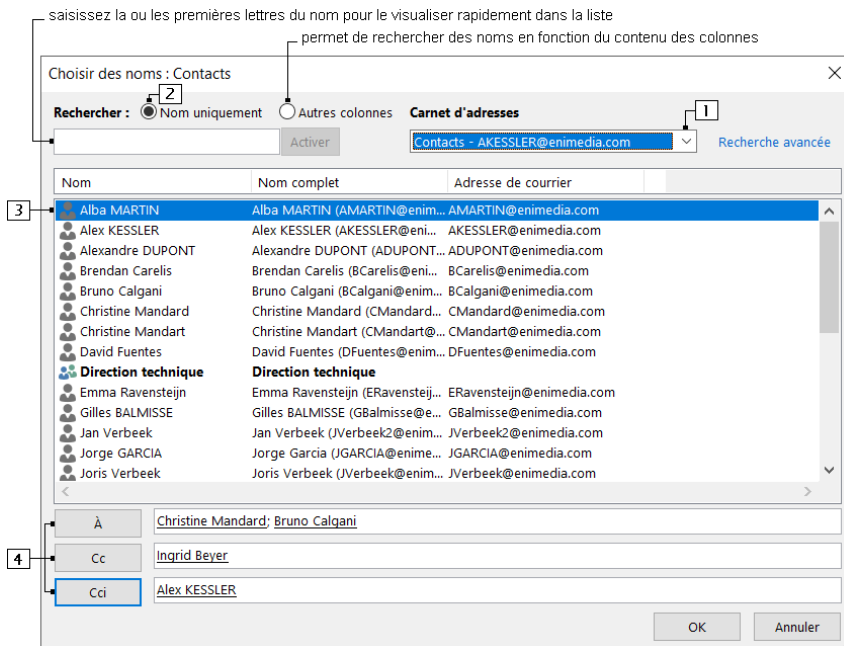 saisissez la ou les premières lettres du nom pour le visualiser rapidement dans la liste
permet de rechercher des noms en fonction du contenu des colonnes
Choisir des noms : Contacts
2
Rechercher : Nom uniquement Autres colonnes Carnet d'adresses
1
Activer Contacts - AKESSLER@enimedia.com Recherche avancée
Nom Nom complet Adresse de courrier
3
Alba MARTIN Alba MARTIN (AMARTIN@enim... AMARTIN@enimedia.com
Alex KESSLER Alex KESSLER (AKESSLER@eni... AKESSLER@enimedia.com
Alexandre DUPONT Alexandre DUPONT (ADUPONT... ADUPONT@enimedia.com
Brendan Carelis Brendan Carelis (BCarelis@eni... BCarelis@enimedia.com
Bruno Calgani Bruno Calgani (BCalgani@enim... BCalgani@enimedia.com
Christine Mandard Christine Mandard (CMandard... CMandard@enimedia.com
Christine Mandart Christine Mandart (CMandart@... CMandart@enimedia.com
David Fuentes David Fuentes (DFuentes@enim... DFuentes@enimedia.com
Direction technique Direction technique
Emma Ravensteijn Emma Ravensteijn (ERavensteij... ERavensteijn@enimedia.com
Gilles BALMISSE Gilles BALMISSE (GBalmisse@e... GBalmisse@enimedia.com
Jan Verbeek Jan Verbeek (JVerbeek2@enim... JVerbeek2@enimedia.com
Jorge GARCIA Jorge Garcia (JGARCIA@enime... JGARCIA@enimedia.com
Joris Verbeek Joris Verbeek (JVerbeek@enim... JVerbeek@enimedia.com
À Christine Mandard; Bruno Calgani
4
Cc Ingrid Beyer
Cci Alex KESSLER
OK Annuler